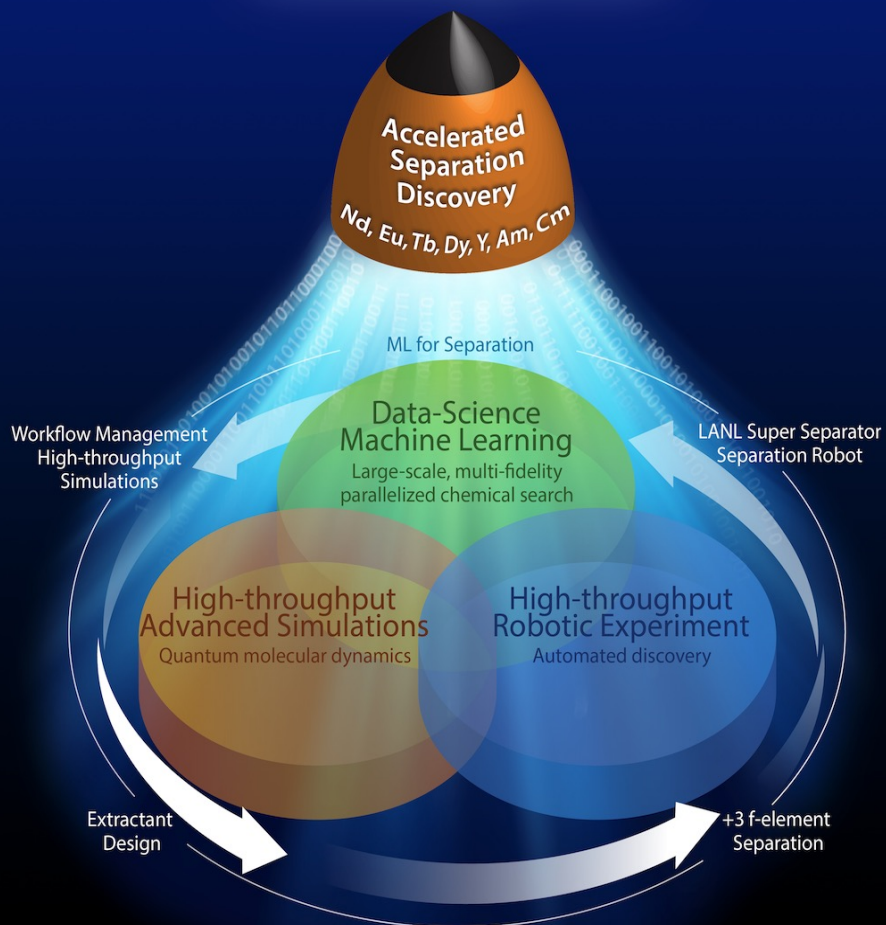 Accelerated
Separation
Discovery
Nd, Eu, Tb, Dy, Y, Am, Cm
ML for Separation
Data-Science
Machine Learning
Large-scale, multi-fidelity
parallelized chemical search
Workflow Management
High-throughput
Simulations
LANL Super Separator
Separation Robot
High-throughput
Advanced Simulations
Quantum molecular dynamics
High-throughput
Robotic Experiment
Automated discovery
Extractant
Design
+3 f-element
Separation